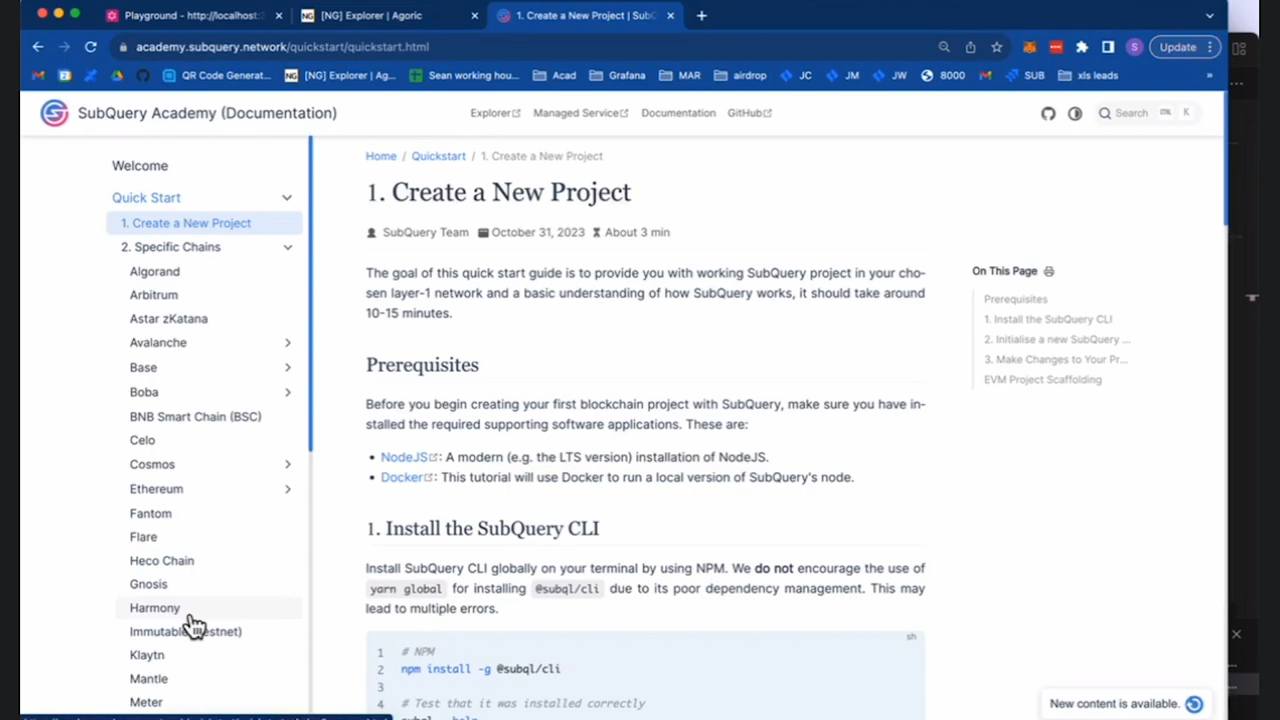 Playground - http://localhost:
[NG] Explorer | Agoric
1. Create a New Project | Sub
academy.subquery.network/quickstart/quickstart.html
S
Update
QR Code Generat...
[NG] Explorer | Ag...
Sean working hou...
Acad
Grafana
MAR
airdrop
JC
JM
JW
8000
SUB
xls leads
»
SubQuery Academy (Documentation)
Explorer
Managed Service
Documentation
GitHub
Search
K
Welcome
Quick Start
1. Create a New Project
2. Specific Chains
Algorand
Arbitrum
Astar zKatana
Avalanche
Base
Boba
BNB Smart Chain (BSC)
Celo
Cosmos
Ethereum
Fantom
Flare
Heco Chain
Gnosis
Harmony
Immutable
Klaytn
Mantle
Meter
Home / Quickstart / 1. Create a New Project
1. Create a New Project
SubQuery Team October 31, 2023 About 3 min
The goal of this quick start guide is to provide you with working SubQuery project in your cho-
sen layer-1 network and a basic understanding of how SubQuery works, it should take around
10-15 minutes.
Prerequisites
Before you begin creating your first blockchain project with SubQuery, make sure you have in-
stalled the required supporting software applications. These are:
• NodeJS: A modern (e.g. the LTS version) installation of NodeJS.
• Docker: This tutorial will use Docker to run a local version of SubQuery's node.
1. Install the SubQuery CLI
Install SubQuery CLI globally on your terminal by using NPM. We do not encourage the use of
yarn global for installing @subql/cli due to its poor dependency management. This may
lead to multiple errors.
sh
1 # NPM
2 npm install -g @subql/cli
3
4 # Test that it was installed correctly
On This Page
Prerequisites
1. Install the SubQuery CLI
2. Initialise a new SubQuery ...
3. Make Changes to Your Pr...
EVM Project Scaffolding
New content is available.